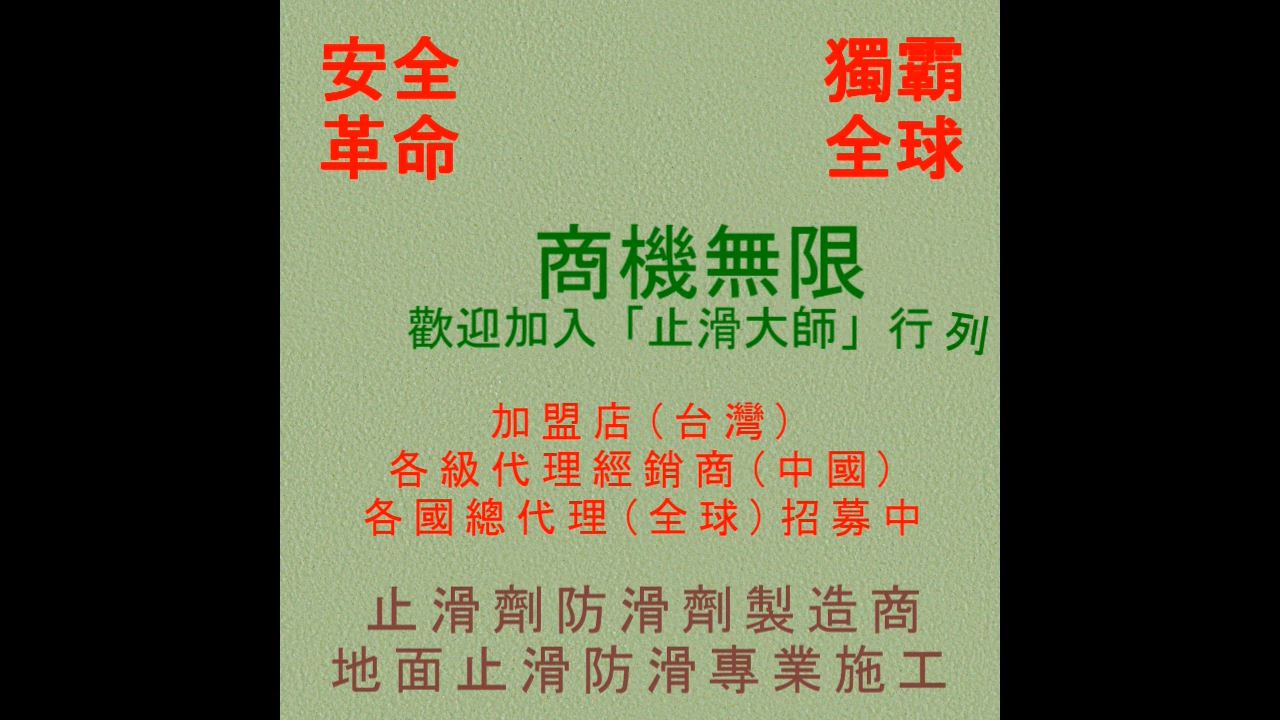 安全
革命
獨霸
全球
商機無限
歡迎加入「止滑大師」行列
加盟店(台灣)
各級代理經銷商(中國)
各國總代理(全球)招募中
止滑劑防滑劑製造商
地面止滑防滑專業施工